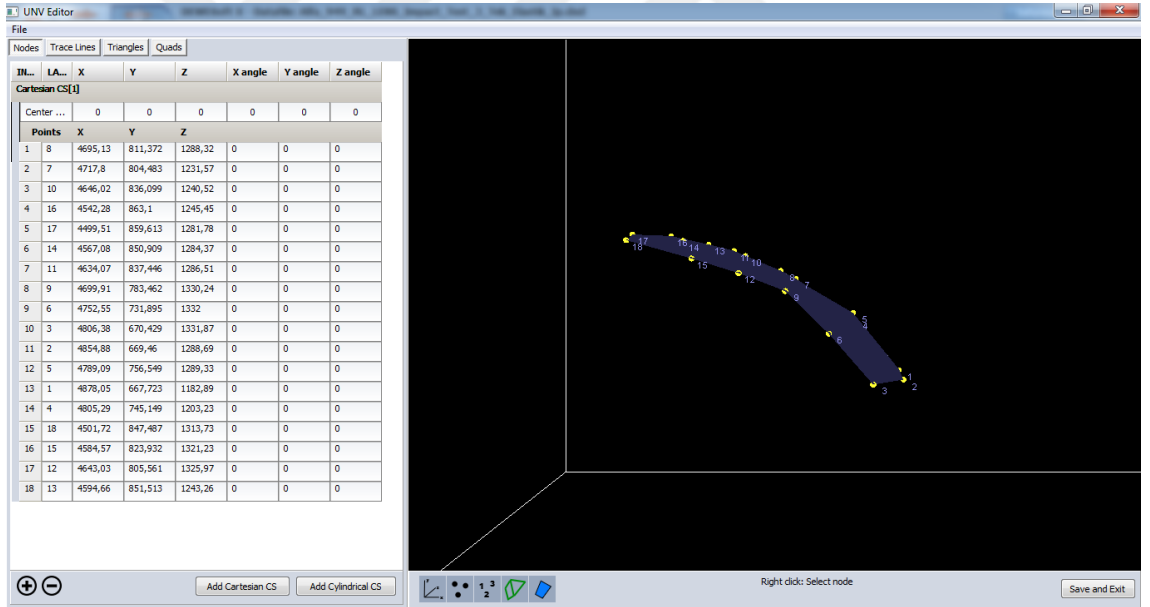 UNV Editor
File
Nodes Trace Lines Triangles Quads
IN... LA... X Y Z X angle Y angle Z angle
Cartesian CS[1]
Center ... 0 0 0 0 0 0
Points X Y Z
1 8 4695,13 811,372 1288,32 0 0 0
2 7 4717,8 804,483 1231,57 0 0 0
3 10 4646,02 836,099 1240,52 0 0 0
4 16 4542,28 863,1 1245,45 0 0 0
5 17 4499,51 859,613 1281,78 0 0 0
6 14 4567,08 850,909 1284,37 0 0 0
7 11 4634,07 837,446 1286,51 0 0 0
8 9 4699,91 783,462 1330,24 0 0 0
9 6 4752,55 731,895 1332 0 0 0
10 3 4806,38 670,429 1331,87 0 0 0
11 2 4854,88 669,46 1288,69 0 0 0
12 5 4789,09 756,549 1289,33 0 0 0
13 1 4878,05 667,723 1182,89 0 0 0
14 4 4805,29 745,149 1203,23 0 0 0
15 18 4501,72 847,487 1313,73 0 0 0
16 15 4584,57 823,932 1321,23 0 0 0
17 12 4643,03 805,561 1325,97 0 0 0
18 13 4594,66 851,513 1243,26 0 0 0
17 16 14 13 11 10
18 15 12 8 7
9 5
6 4
1
3 2
Add Cartesian CS Add Cylindrical CS
1 3
2
Right click: Select node
Save and Exit